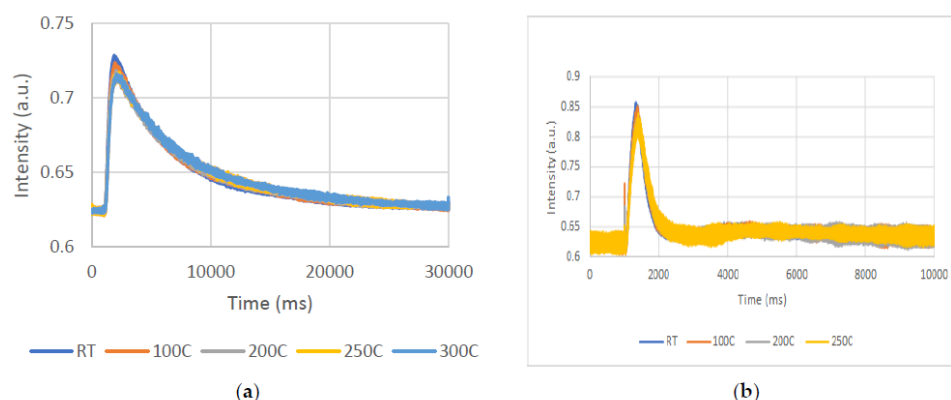 0.75
0.7
0.65
0.6
Intensity (a.u.)
0 10000 20000 30000
Time (ms)
RT 100C 200C 250C 300C
(a)
0.9
0.85
0.8
0.75
0.7
0.65
0.6
Intensity (a.u.)
0 2000 4000 6000 8000 10000
Time (ms)
RT 100C 200C 250C
(b)